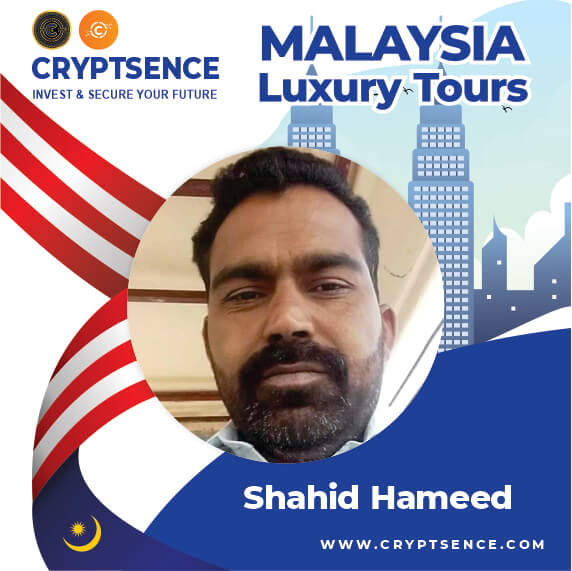 CRYPTSENCE
INVEST & SECURE YOUR FUTURE
MALAYSIA
Luxury Tours
Shahid Hameed
WWW.CRYPTSENCE.COM